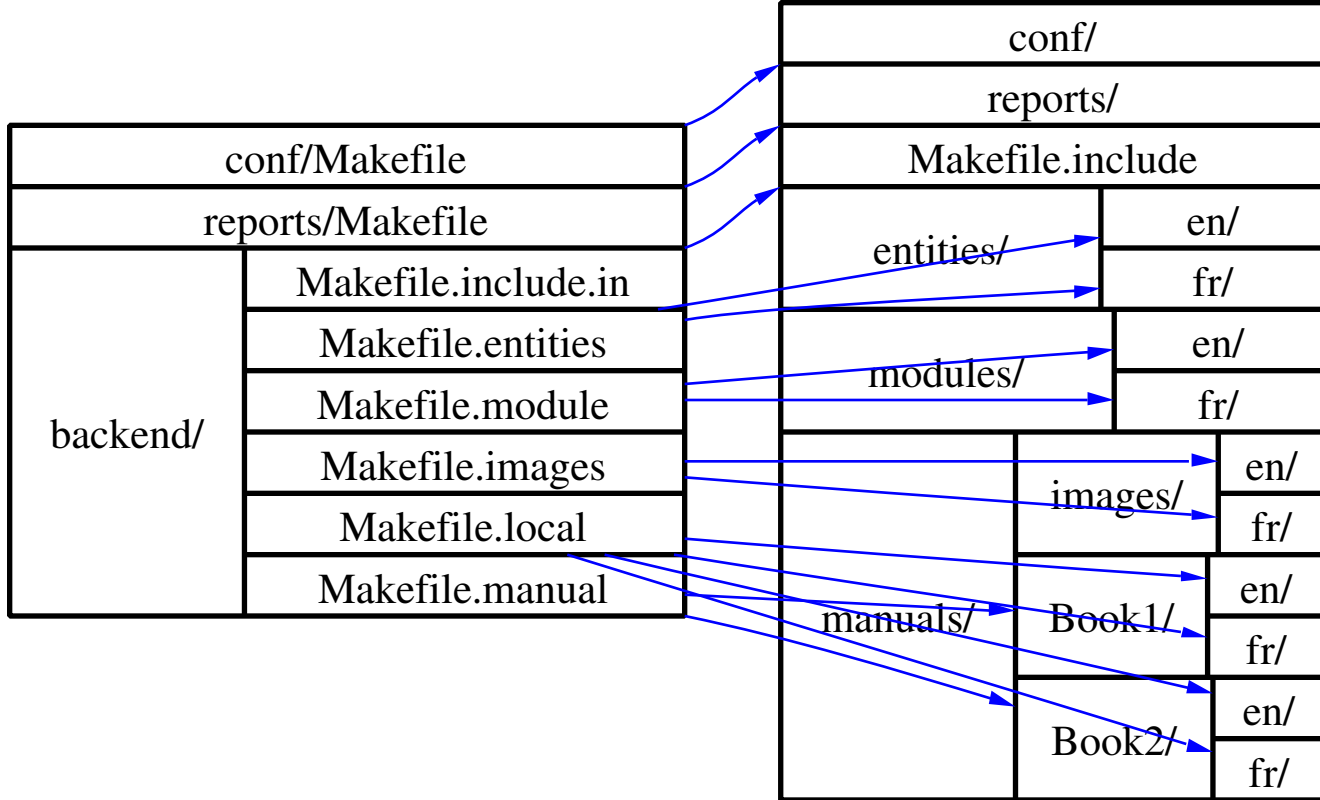 conf/Makefile
reports/Makefile
backend/
Makefile.include.in
Makefile.entities
Makefile.module
Makefile.images
Makefile.local
Makefile.manual
conf/
reports/
Makefile.include
entities/
en/
fr/
modules/
en/
fr/
manuals/
images/
en/
fr/
Book1/
en/
fr/
Book2/
en/
fr/